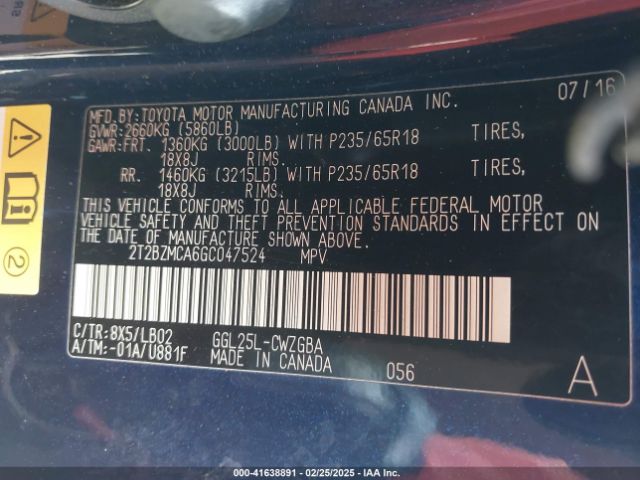 MFD.BY:TOYOTA MOTOR MANUFACTURING CANADA INC. 07/16
GVWR:2660KG (5860LB)
GAWR:FRT. 1360KG (3000LB) WITH P235/65R18 TIRES,
18X8J RIMS.
RR. 1460KG (3215LB) WITH P235/65R18 TIRES,
18X8J RIMS.
THIS VEHICLE CONFORMS TO ALL APPLICABLE FEDERAL MOTOR
VEHICLE SAFETY AND THEFT PREVENTION STANDARDS IN EFFECT ON
THE DATE OF MANUFACTURE SHOWN ABOVE.
2T2BZMCA6GC047524 MPV
C/TR:8X5/LB02 GGL25L-CWZGBA
A/TM:-01A/U881F MADE IN CANADA
056 A
2
000-41638891 - 02/25/2025 - IAA Inc.